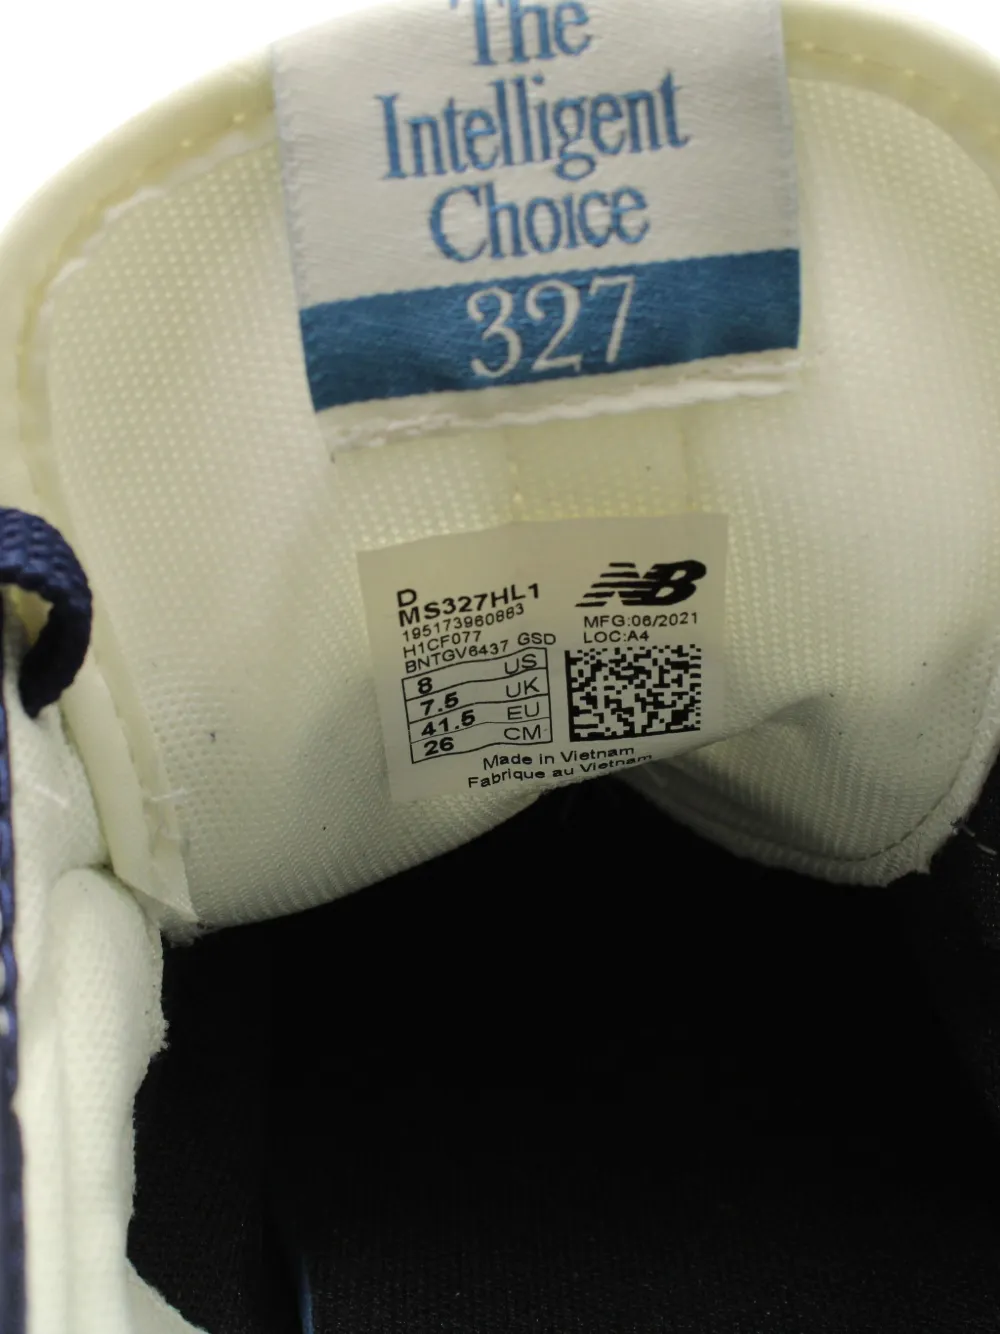 The
Intelligent
Choice
327
D
MS327HL1
195173960883
H1CF077
BNTGV6437 GSD
8 US
7.5 UK
41.5 EU
26 CM
NB
MFG:06/2021
LOC:A4
Made in Vietnam
Fabrique au Vietnam